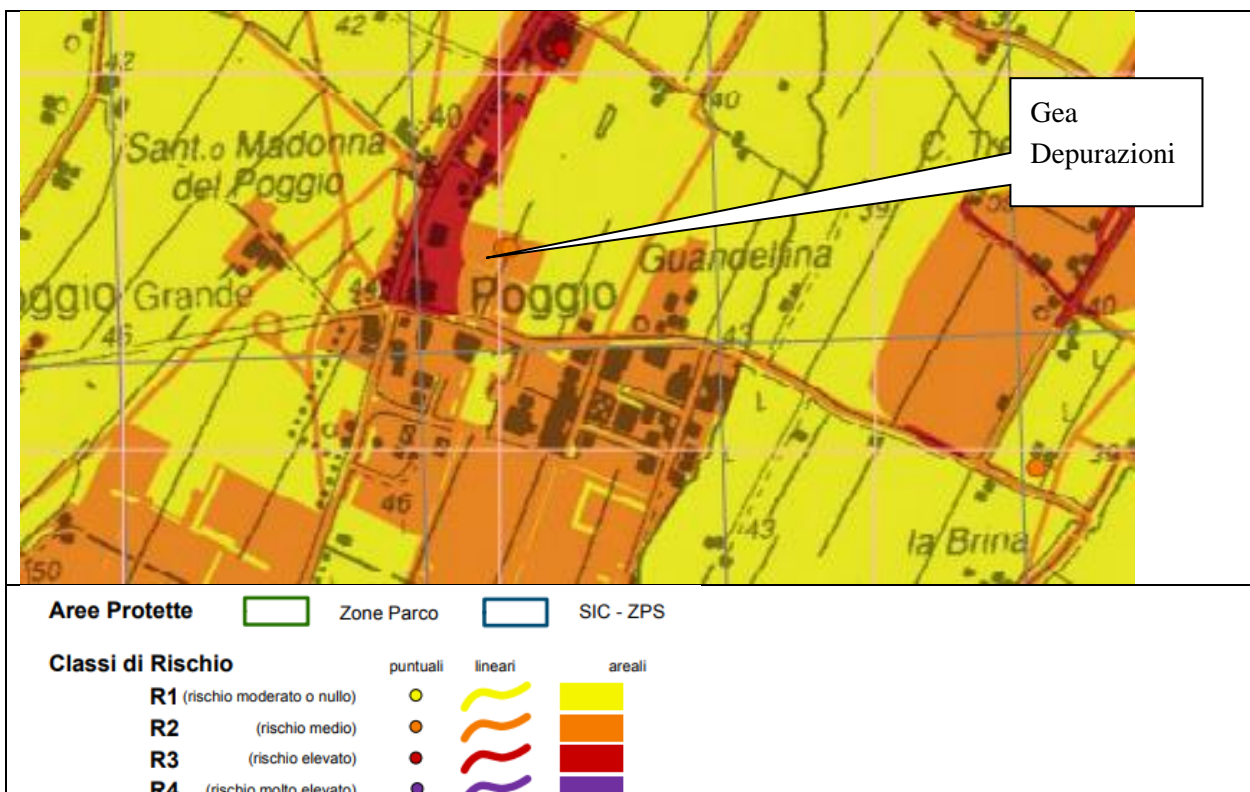 42
42
40
40
Gea
Depurazioni
Sant.o Madonna
del Poggio
C. Tre
39
38
Guandellina
oggio Grande
44
Poggio
40
46
43
46
39
43
la Brina
50
Aree Protette Zone Parco SIC - ZPS
Classi di Rischio puntuali lineari areali
R1 (rischio moderato o nullo)
R2 (rischio medio)
R3 (rischio elevato)
R4 (rischio molto elevato)